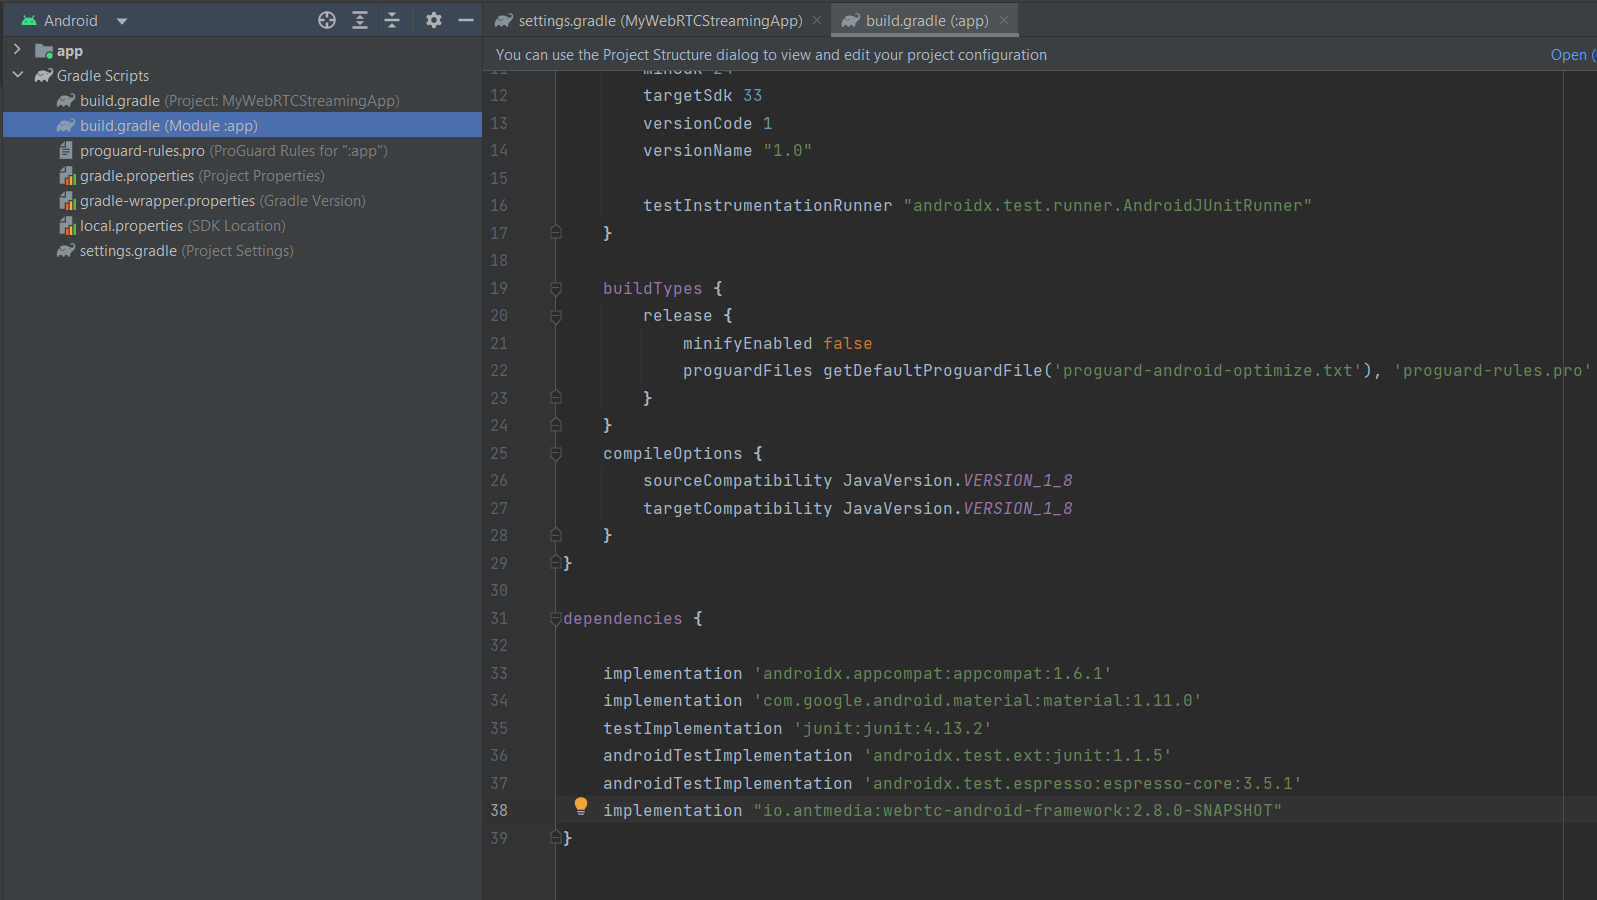 Android
app
Gradle Scripts
build.gradle (Project: MyWebRTCStreamingApp)
build.gradle (Module :app)
proguard-rules.pro (ProGuard Rules for ":app")
gradle.properties (Project Properties)
gradle-wrapper.properties (Gradle Version)
local.properties (SDK Location)
settings.gradle (Project Settings)
settings.gradle (MyWebRTCStreamingApp)
build.gradle (:app)
You can use the Project Structure dialog to view and edit your project configuration
Open (
11 minSdk 24
12 targetSdk 33
13 versionCode 1
14 versionName "1.0"
15
16 testInstrumentationRunner "androidx.test.runner.AndroidJUnitRunner"
17 }
18
19 buildTypes {
20 release {
21 minifyEnabled false
22 proguardFiles getDefaultProguardFile('proguard-android-optimize.txt'), 'proguard-rules.pro'
23 }
24 }
25 compileOptions {
26 sourceCompatibility JavaVersion.VERSION_1_8
27 targetCompatibility JavaVersion.VERSION_1_8
28 }
29 }
30
31 dependencies {
32
33 implementation 'androidx.appcompat:appcompat:1.6.1'
34 implementation 'com.google.android.material:material:1.11.0'
35 testImplementation 'junit:junit:4.13.2'
36 androidTestImplementation 'androidx.test.ext:junit:1.1.5'
37 androidTestImplementation 'androidx.test.espresso:espresso-core:3.5.1'
38 implementation "io.antmedia:webrtc-android-framework:2.8.0-SNAPSHOT"
39 }